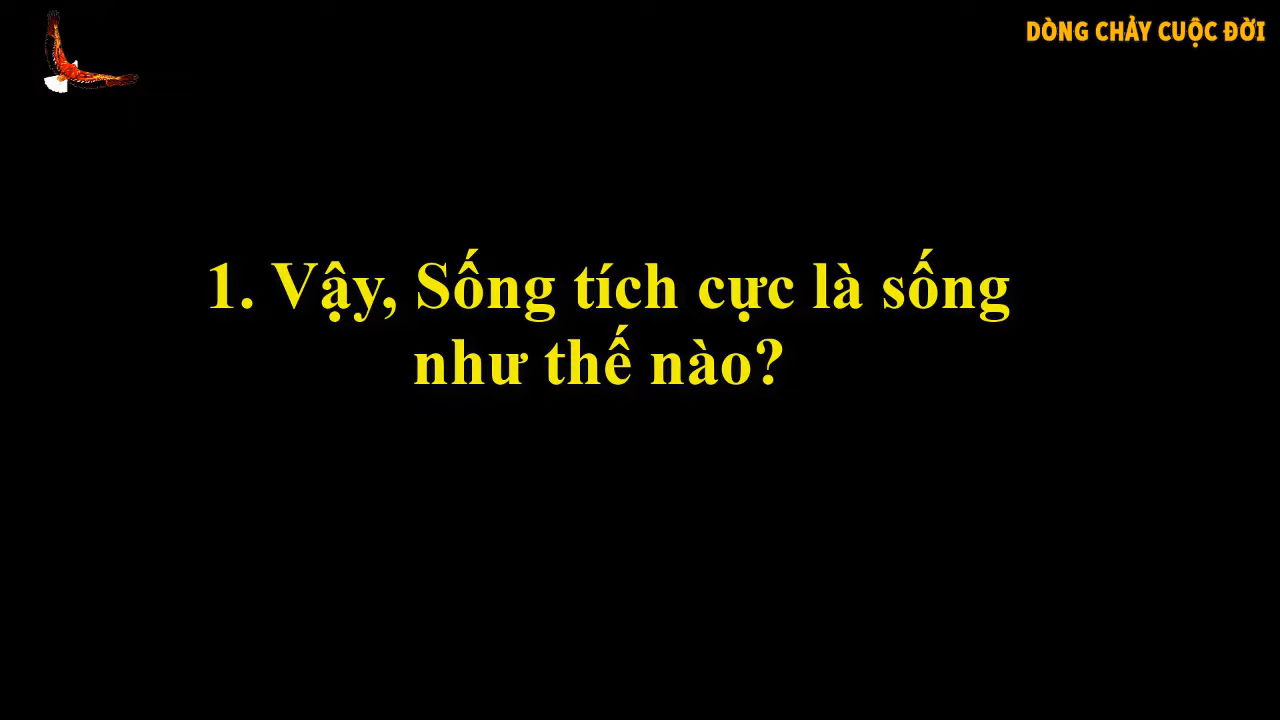 DÒNG CHẢY CUỘC ĐỜI
1. Vậy, Sống tích cực là sống
như thế nào?